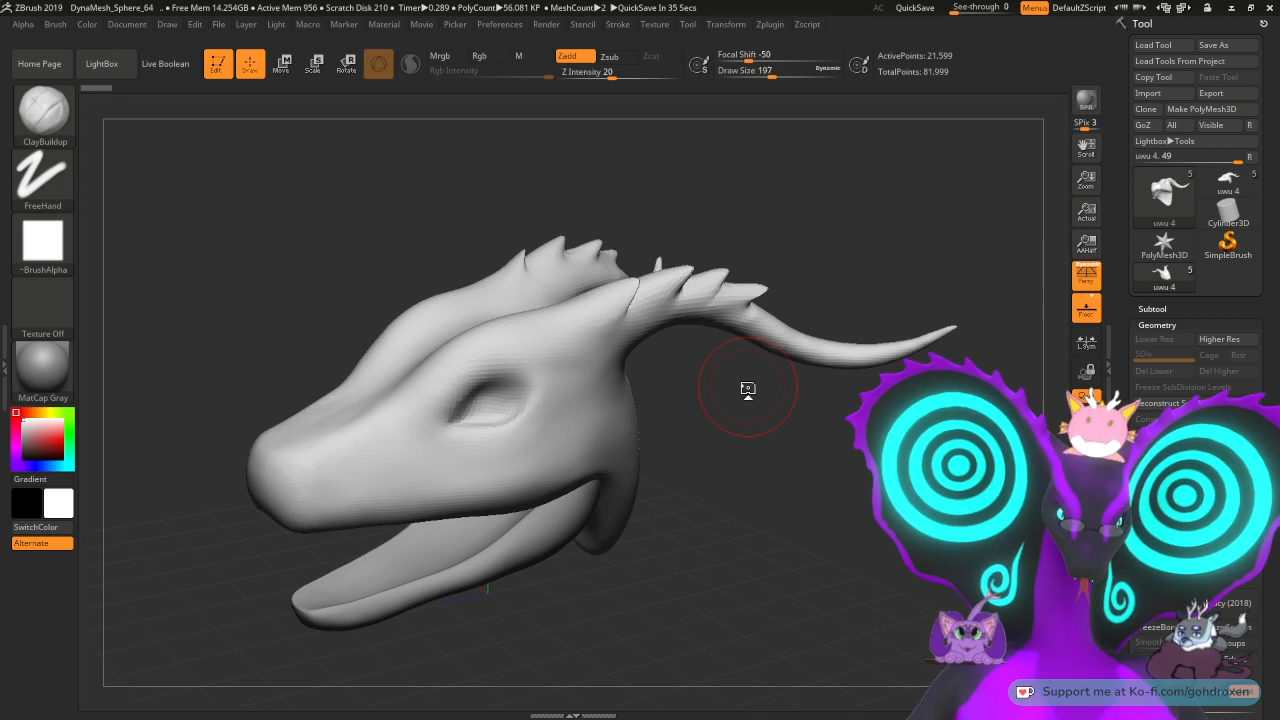 ZBrush 2019 DynaMesh_Sphere_64 .. • Free Mem 14.254GB • Active Mem 956 • Scratch Disk 210 • Timer▶0.289 • PolyCount▶56.081 KP • MeshCount▶2 ▶QuickSave In 35 Secs AC QuickSave See-through 0 Menus DefaultZScript
Alpha Brush Color Document Draw Edit File Layer Light Macro Marker Material Movie Picker Preferences Render Stencil Stroke Texture Tool Transform Zplugin Zscript
Tool
Load Tool Save As
Load Tools From Project
Copy Tool Paste Tool
Import Export
Clone Make PolyMesh3D
GoZ All Visible R
Lightbox▶Tools
uwu 4. 49 R
5 5
uwu 4
Cylinder3D
uwu 4
PolyMesh3D SimpleBrush
5
uwu 4
Subtool
Geometry
Lower Res Higher Res
SDiv Cage Rstr
Del Lower Del Higher
Freeze SubDivision Levels
Home Page LightBox Live Boolean Edit Draw Move Scale Rotate
Mrgb Rgb M
Rgb Intensity
Zadd Zsub Zcut
Z Intensity 20
S
Focal Shift -50
Draw Size 197 Dynamic
D
ActivePoints: 21,599
TotalPoints: 81.999
ClayBuildup
FreeHand
~BrushAlpha
Texture Off
MatCap Gray
Gradient
SwitchColor
Alternate
BPR
SPix 3
Scroll
Zoom
Actual
AAHalf
Dynamic
Persp
Floor
L.Sym
Support me at Ko-fi.com/gohdroxen